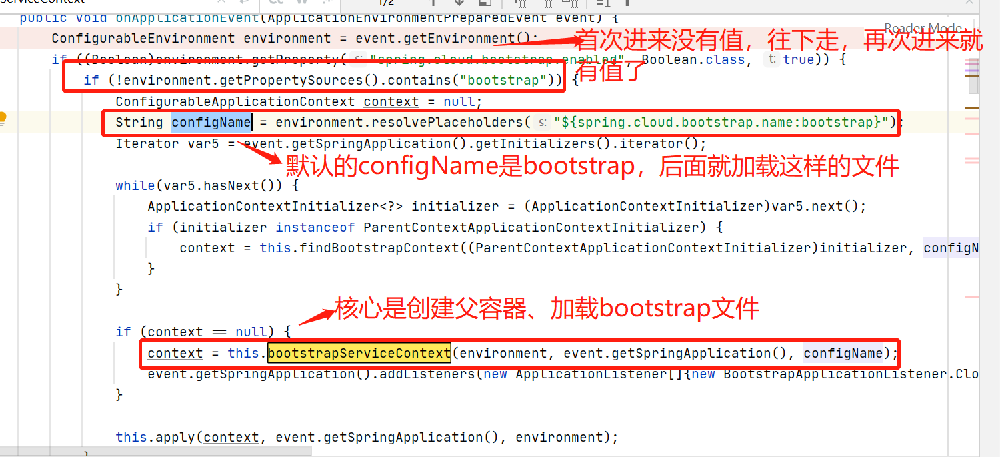 erviceContext
Cc W .*
1/2
public void onApplicationEvent(ApplicationEnvironmentPreparedEvent event) {
Reader Mode
ConfigurableEnvironment environment = event.getEnvironment();
首次进来没有值，往下走，再次进来就
有值了
if ((Boolean)environment.getProperty( s: "spring.cloud.bootstrap.enabled", Boolean.class, t: true)) {
if (!environment.getPropertySources().contains("bootstrap")) {
ConfigurableApplicationContext context = null;
String configName = environment.resolvePlaceholders( s: "${spring.cloud.bootstrap.name:bootstrap}");
Iterator var5 = event.getSpringApplication().getInitializers().iterator();
默认的configName是bootstrap，后面就加载这样的文件
while(var5.hasNext()) {
ApplicationContextInitializer<?> initializer = (ApplicationContextInitializer)var5.next();
if (initializer instanceof ParentContextApplicationContextInitializer) {
context = this.findBootstrapContext((ParentContextApplicationContextInitializer)initializer, configN
}
}
核心是创建父容器、加载bootstrap文件
if (context == null) {
context = this.bootstrapServiceContext(environment, event.getSpringApplication(), configName);
event.getSpringApplication().addListeners(new ApplicationListener[]{new BootstrapApplicationListener.Clo
}
this.apply(context, event.getSpringApplication(), environment);
}